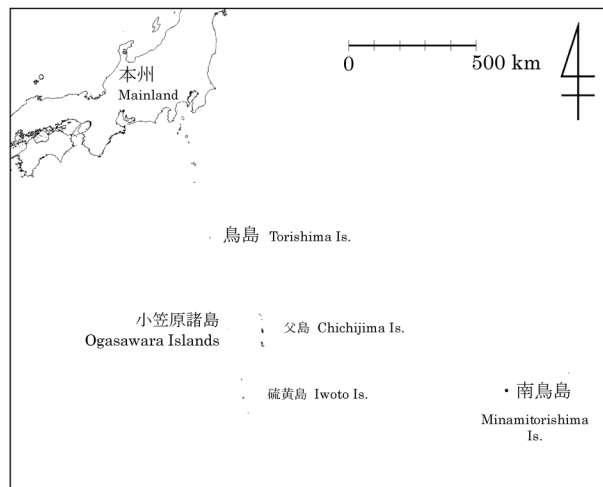 本州
Mainland
0 500 km
鳥島 Torishima Is.
小笠原諸島
Ogasawara Islands
父島 Chichijima Is.
硫黄島 Iwoto Is.
南鳥島
Minamitorishima
Is.